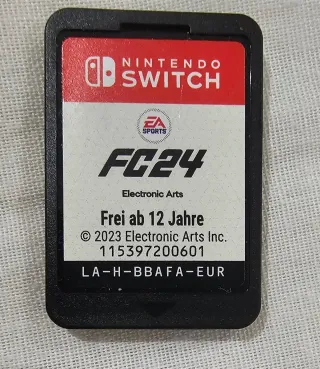 NINTENDO
SWITCH
EA
SPORTS
FC24
Electronic Arts
Frei ab 12 Jahre
© 2023 Electronic Arts Inc.
115397200601
LA-H-BBAFA-EUR